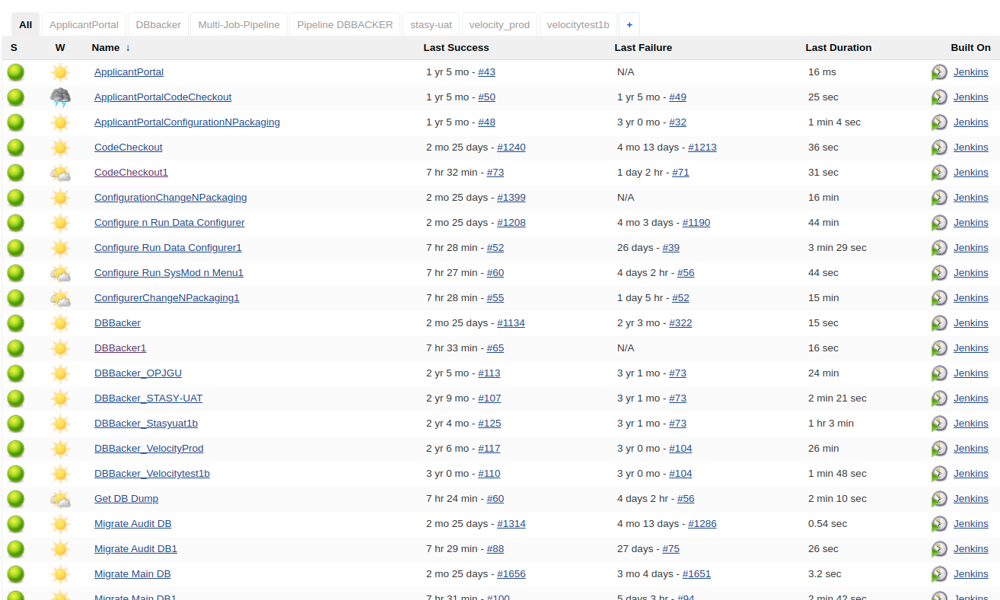 All ApplicantPortal DBbacker Multi-Job-Pipeline Pipeline DBBACKER stasy-uat velocity_prod velocitytest1b +
S W Name ↓ Last Success Last Failure Last Duration Built On
ApplicantPortal 1 yr 5 mo - #43 N/A 16 ms Jenkins
ApplicantPortalCodeCheckout 1 yr 5 mo - #50 1 yr 5 mo - #49 25 sec Jenkins
ApplicantPortalConfigurationNPackaging 1 yr 5 mo - #48 3 yr 0 mo - #32 1 min 4 sec Jenkins
CodeCheckout 2 mo 25 days - #1240 4 mo 13 days - #1213 36 sec Jenkins
CodeCheckout1 7 hr 32 min - #73 1 day 2 hr - #71 31 sec Jenkins
ConfigurationChangeNPackaging 2 mo 25 days - #1399 N/A 16 min Jenkins
Configure n Run Data Configurer 2 mo 25 days - #1208 4 mo 3 days - #1190 44 min Jenkins
Configure Run Data Configurer1 7 hr 28 min - #52 26 days - #39 3 min 29 sec Jenkins
Configure Run SysMod n Menu1 7 hr 27 min - #60 4 days 2 hr - #56 44 sec Jenkins
ConfigurerChangeNPackaging1 7 hr 28 min - #55 1 day 5 hr - #52 15 min Jenkins
DBBacker 2 mo 25 days - #1134 2 yr 3 mo - #322 15 sec Jenkins
DBBacker1 7 hr 33 min - #65 N/A 16 sec Jenkins
DBBacker_OPJGU 2 yr 5 mo - #113 3 yr 1 mo - #73 24 min Jenkins
DBBacker_STASY-UAT 2 yr 9 mo - #107 3 yr 1 mo - #73 2 min 21 sec Jenkins
DBBacker_Stasyuat1b 2 yr 4 mo - #125 3 yr 1 mo - #73 1 hr 3 min Jenkins
DBBacker_VelocityProd 2 yr 6 mo - #117 3 yr 0 mo - #104 26 min Jenkins
DBBacker_Velocitytest1b 3 yr 0 mo - #110 3 yr 0 mo - #104 1 min 48 sec Jenkins
Get DB Dump 7 hr 24 min - #60 4 days 2 hr - #56 2 min 10 sec Jenkins
Migrate Audit DB 2 mo 25 days - #1314 4 mo 13 days - #1286 0.54 sec Jenkins
Migrate Audit DB1 7 hr 29 min - #88 27 days - #75 26 sec Jenkins
Migrate Main DB 2 mo 25 days - #1656 3 mo 4 days - #1651 3.2 sec Jenkins
Migrate Main DB1 7 hr 31 min - #100 5 days 3 hr - #94 2 min 42 sec Jenkins